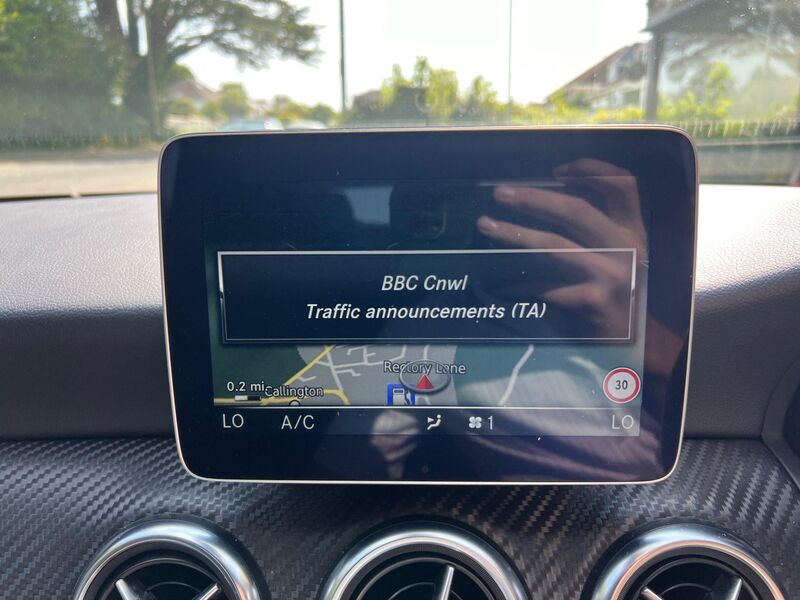 BBC Cnwl
Traffic announcements (TA)
Rectory Lane
0.2 mi
Callington
30
LO A/C 1 LO